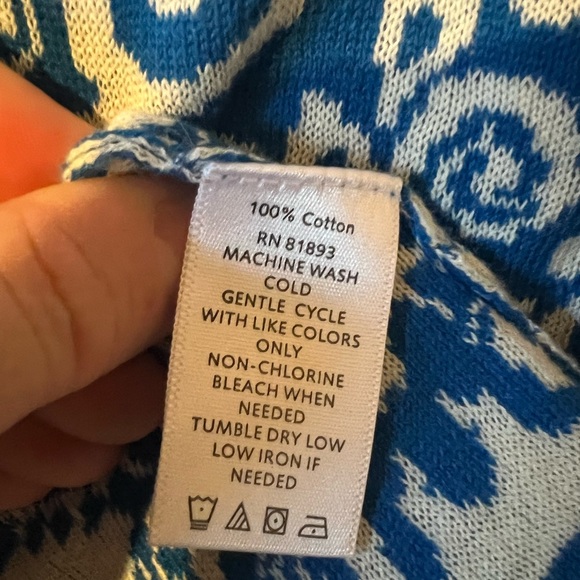 100% Cotton
RN 81893
MACHINE WASH
COLD
GENTLE CYCLE
WITH LIKE COLORS
ONLY
NON-CHLORINE
BLEACH WHEN
NEEDED
TUMBLE DRY LOW
LOW IRON IF
NEEDED